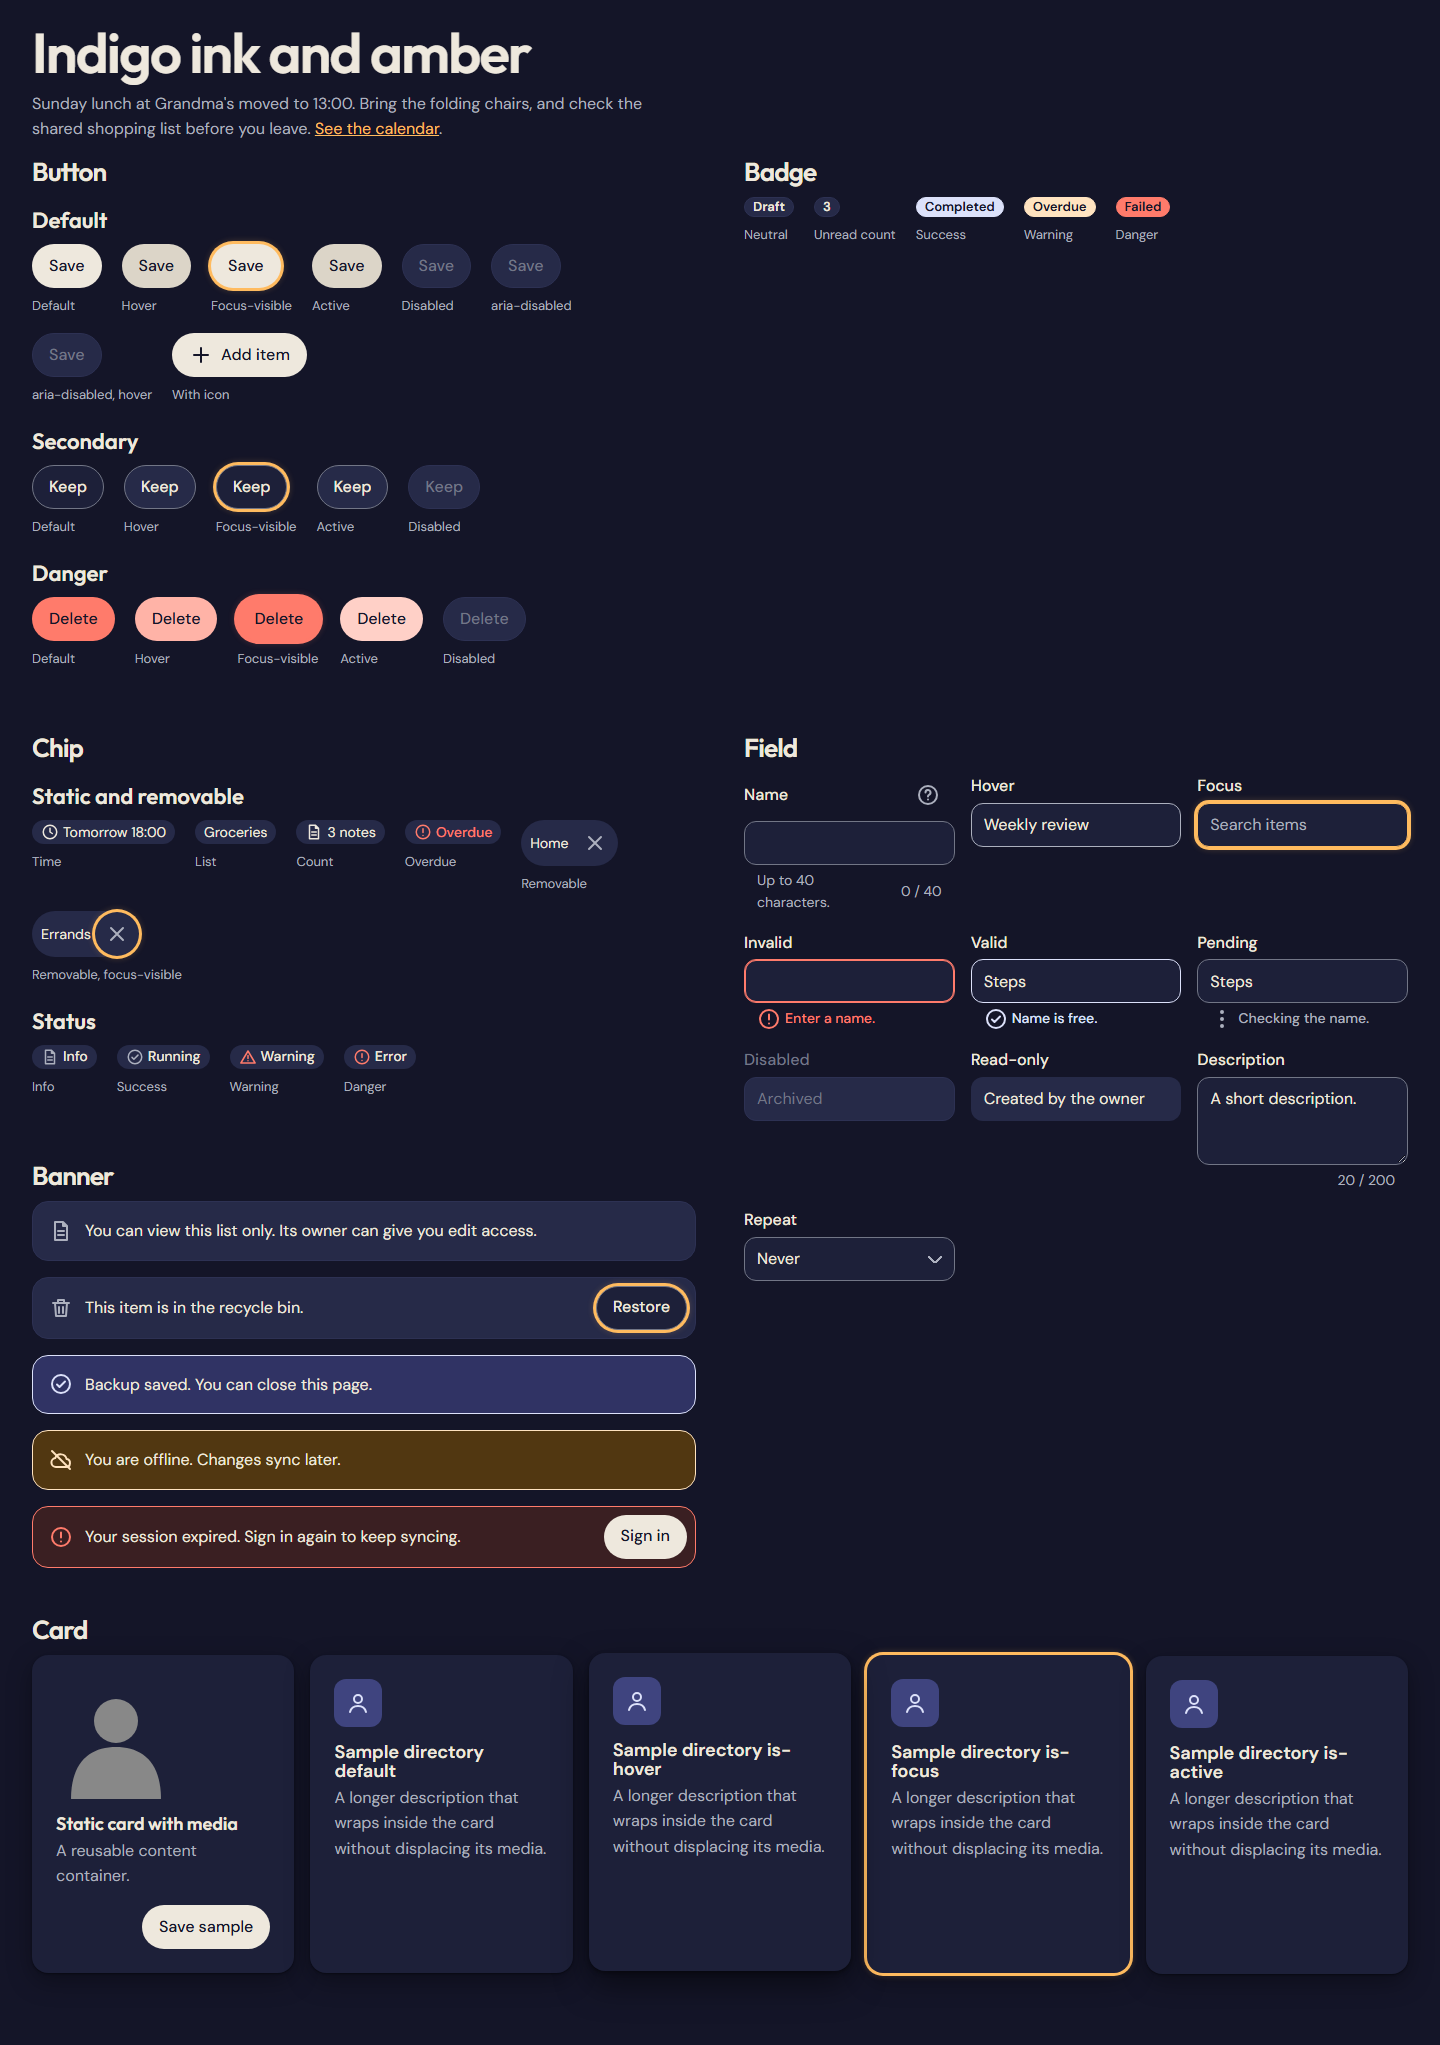 Indigo ink and amber
Sunday lunch at Grandma's moved to 13:00. Bring the folding chairs, and check the
shared shopping list before you leave. See the calendar.
Button
Default
Save Save Save Save Save Save
Default Hover Focus-visible Active Disabled aria-disabled
Save Add item
aria-disabled, hover With icon
Secondary
Keep Keep Keep Keep Keep
Default Hover Focus-visible Active Disabled
Danger
Delete Delete Delete Delete Delete
Default Hover Focus-visible Active Disabled
Badge
Draft 3 Completed Overdue Failed
Neutral Unread count Success Warning Danger
Chip
Static and removable
Tomorrow 18:00 Groceries 3 notes Overdue Home
Time List Count Overdue Removable
Errands
Removable, focus-visible
Status
Info Running Warning Error
Info Success Warning Danger
Field
Name Hover Focus
Weekly review Search items
Up to 40
characters.
0 / 40
Invalid Valid Pending
Steps Steps
Enter a name. Name is free. Checking the name.
Disabled Read-only Description
Archived Created by the owner A short description.
20 / 200
Repeat
Never
Banner
You can view this list only. Its owner can give you edit access.
This item is in the recycle bin. Restore
Backup saved. You can close this page.
You are offline. Changes sync later.
Your session expired. Sign in again to keep syncing. Sign in
Card
Static card with media
A reusable content
container.
Save sample
Sample directory
default
A longer description that
wraps inside the card
without displacing its media.
Sample directory is-
hover
A longer description that
wraps inside the card
without displacing its media.
Sample directory is-
focus
A longer description that
wraps inside the card
without displacing its media.
Sample directory is-
active
A longer description that
wraps inside the card
without displacing its media.